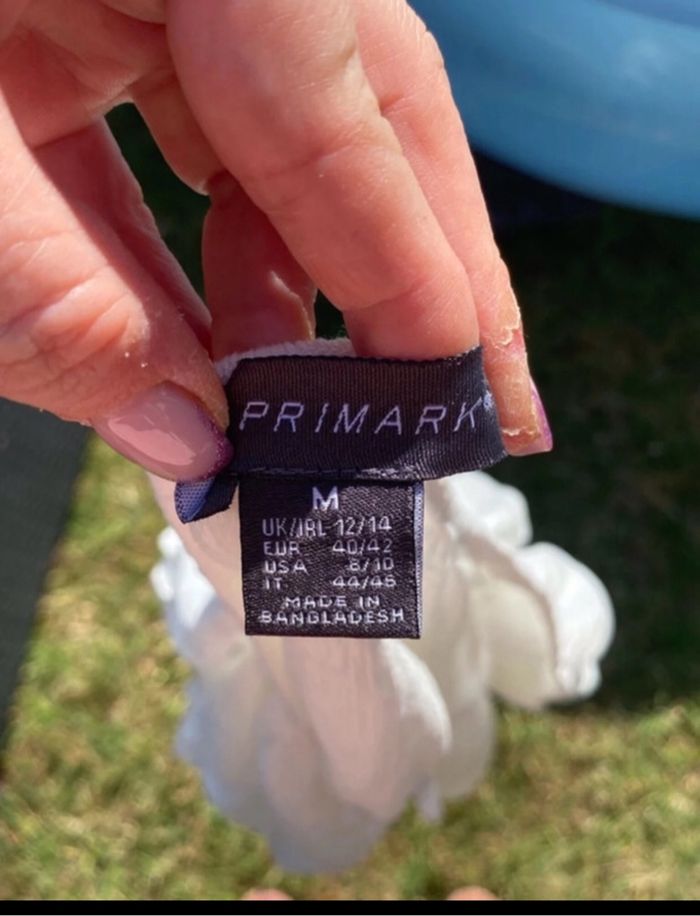 PRIMARK®
M
UK/IRL 12/14
EUR 40/42
USA 8/10
IT 44/46
MADE IN
BANGLADESH